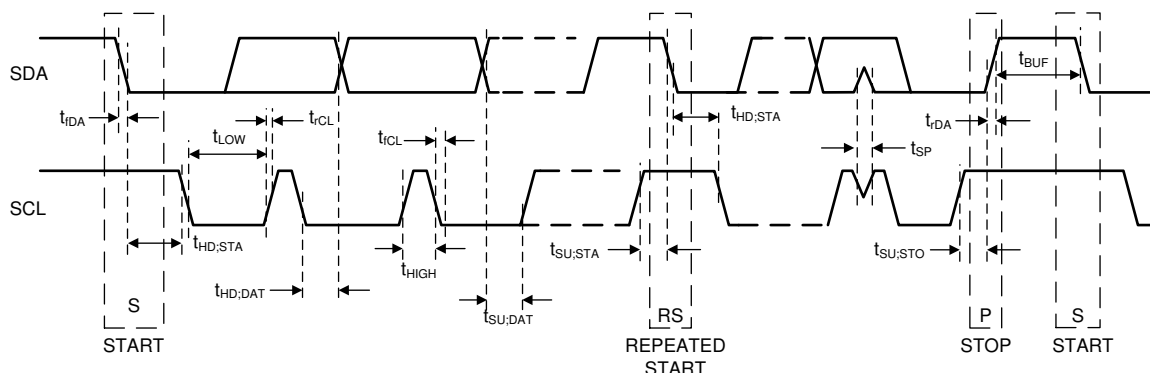 SDA
t_fDA
t_LOW
t_rCL
t_fCL
t_HD;STA
t_SP
t_rDA
t_BUF
SCL
t_HD;STA
t_HD;DAT
t_HIGH
t_SU;DAT
t_SU;STA
t_SU;STO
S
RS
P
S
START
REPEATED
START
STOP
START